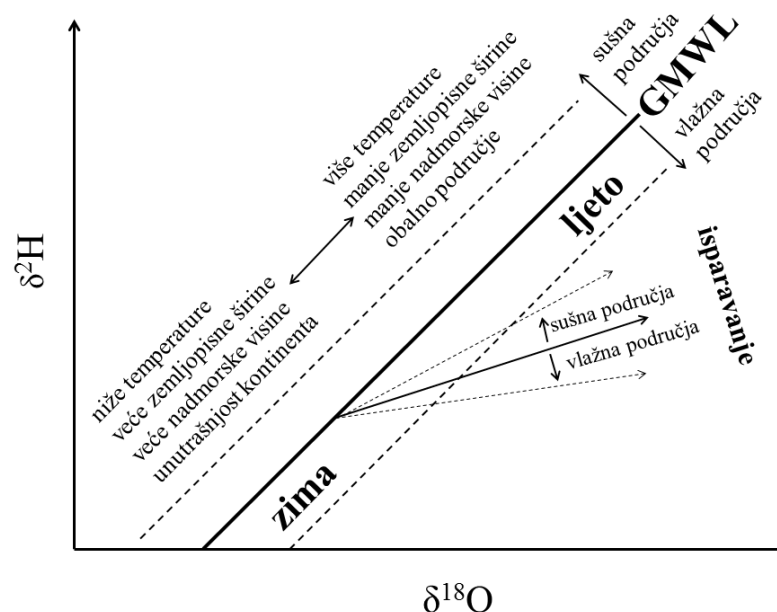 δ²H
niže temperature
veće zemljopisne širine
veće nadmorske visine
unutrašnjost kontinenta
više temperature
manje zemljopisne širine
manje nadmorske visine
obalno područje
sušna
područja
GMWL
vlažna
područja
ljeto
isparavanje
sušna područja
vlažna područja
zima
δ¹⁸O